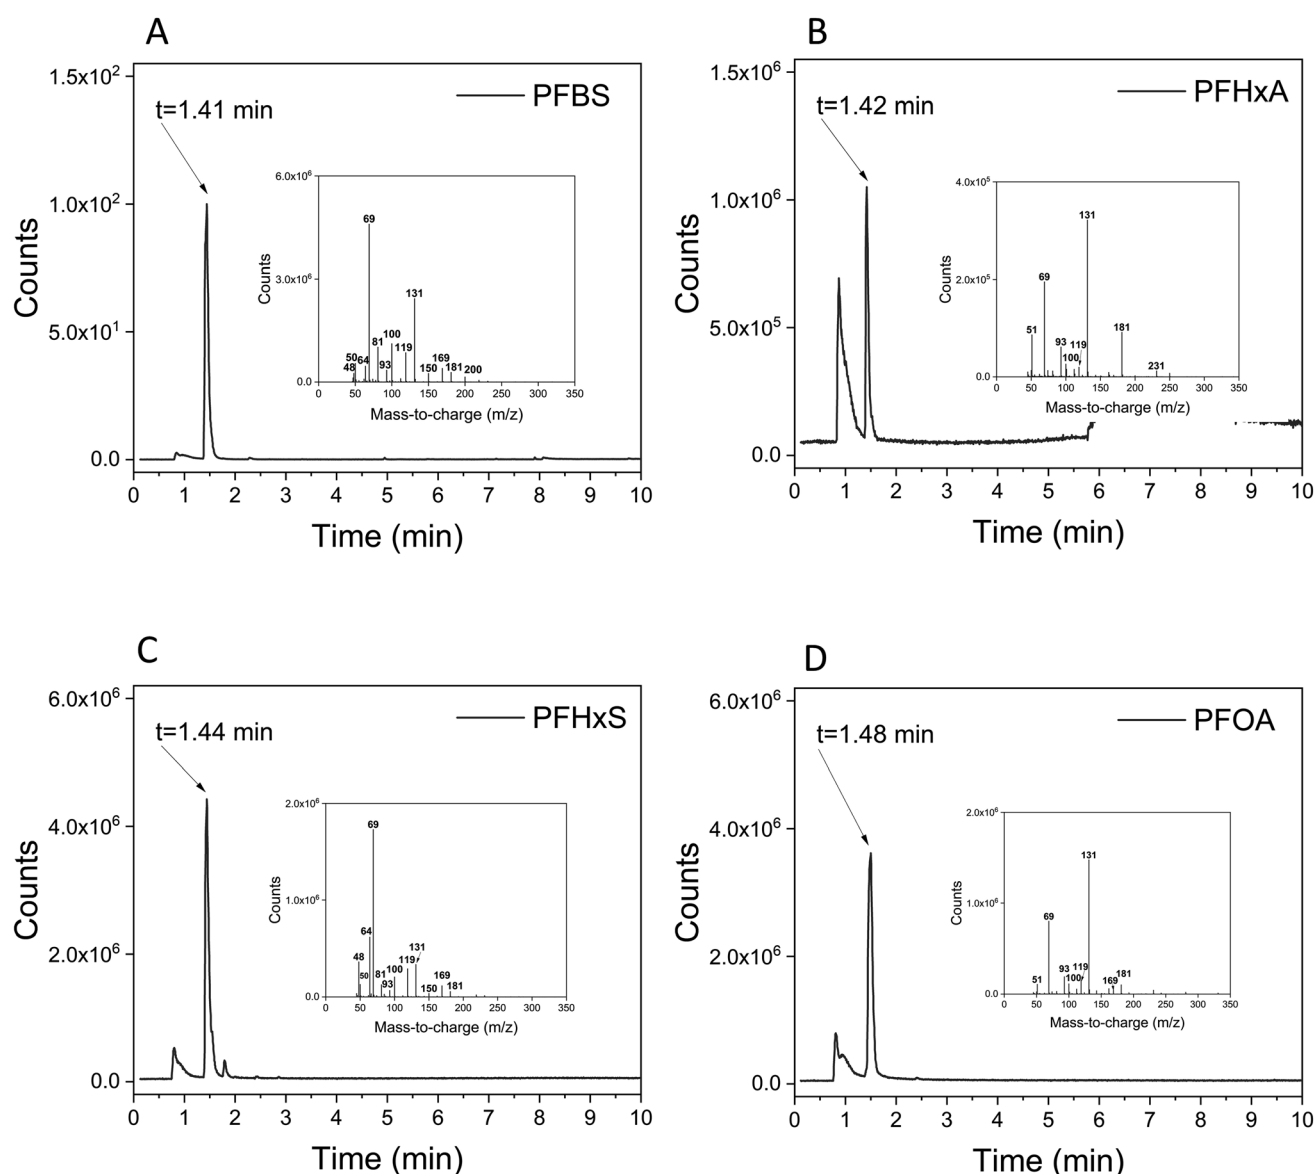 A
1.5x10²
1.0x10²
5.0x10¹
0.0
Counts
t=1.41 min
PFBS
6.0x10⁶
3.0x10⁶
0.0
Counts
69
131
100
81
119
50
48
64
93
150
169
181
200
0 50 100 150 200 250 300 350
Mass-to-charge (m/z)
0 1 2 3 4 5 6 7 8 9 10
Time (min)
B
1.5x10⁶
1.0x10⁶
5.0x10⁵
0.0
Counts
t=1.42 min
PFHxA
4.0x10⁵
2.0x10⁵
0.0
Counts
131
69
51
93
119
100
181
231
0 50 100 150 200 250 300 350
Mass-to-charge (m/z)
0 1 2 3 4 5 6 7 8 9 10
Time (min)
C
6.0x10⁶
4.0x10⁶
2.0x10⁶
0.0
Counts
t=1.44 min
PFHxS
2.0x10⁶
1.0x10⁶
0.0
Counts
69
64
48
50
81
93
100
119
131
150
169
181
0 50 100 150 200 250 300 350
Mass-to-charge (m/z)
0 1 2 3 4 5 6 7 8 9 10
Time (min)
D
6.0x10⁶
4.0x10⁶
2.0x10⁶
0.0
Counts
t=1.48 min
PFOA
2.0x10⁶
1.0x10⁶
0.0
Counts
131
69
51
93
119
100
169
181
0 50 100 150 200 250 300 350
Mass-to-charge (m/z)
0 1 2 3 4 5 6 7 8 9 10
Time (min)